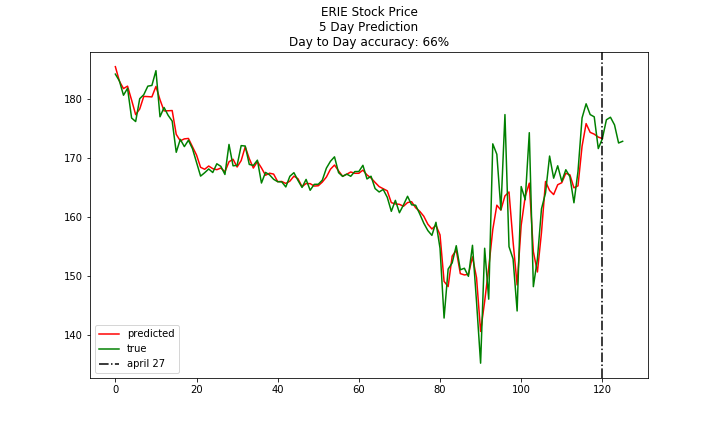 ERIE Stock Price
5 Day Prediction
Day to Day accuracy: 66%
180
170
160
150
140
predicted
true
april 27
0
20
40
60
80
100
120